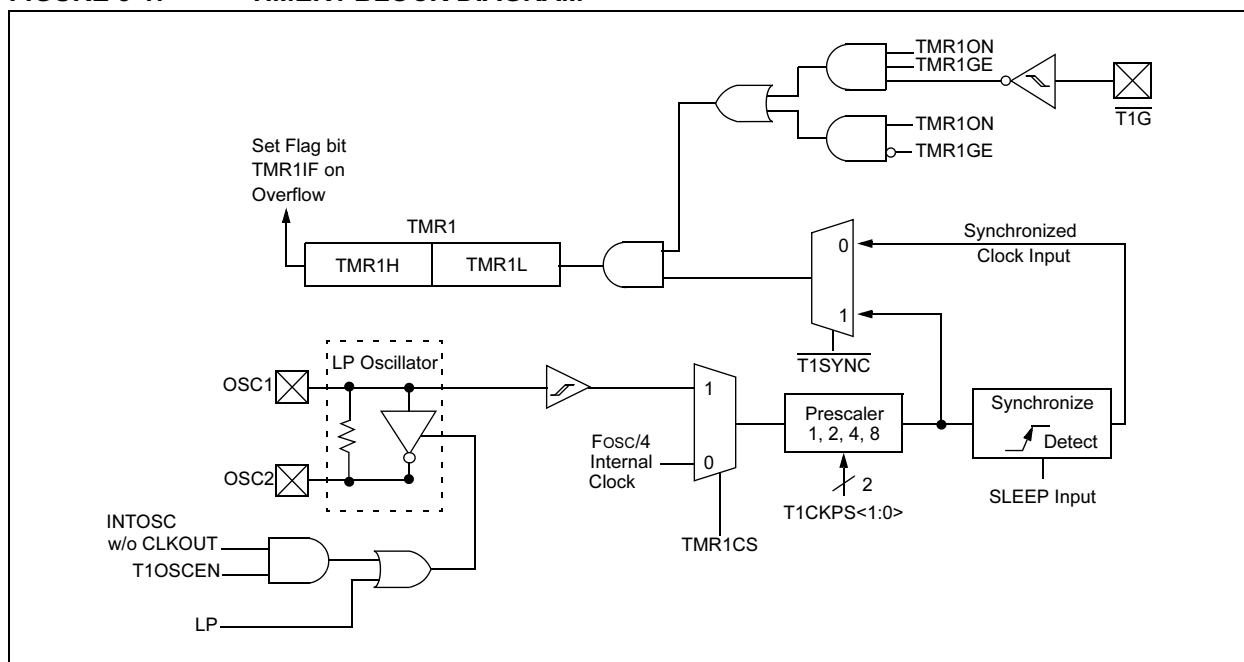 TMR1ON
TMR1GE
T1G
TMR1ON
TMR1GE
Set Flag bit
TMR1IF on
Overflow
TMR1
TMR1H
TMR1L
0
1
Synchronized
Clock Input
T1SYNC
LP Oscillator
OSC1
OSC2
1
0
FOSC/4
Internal
Clock
TMR1CS
Prescaler
1, 2, 4, 8
2
T1CKPS<1:0>
Synchronize
Detect
SLEEP Input
INTOSC
w/o CLKOUT
T1OSCEN
LP